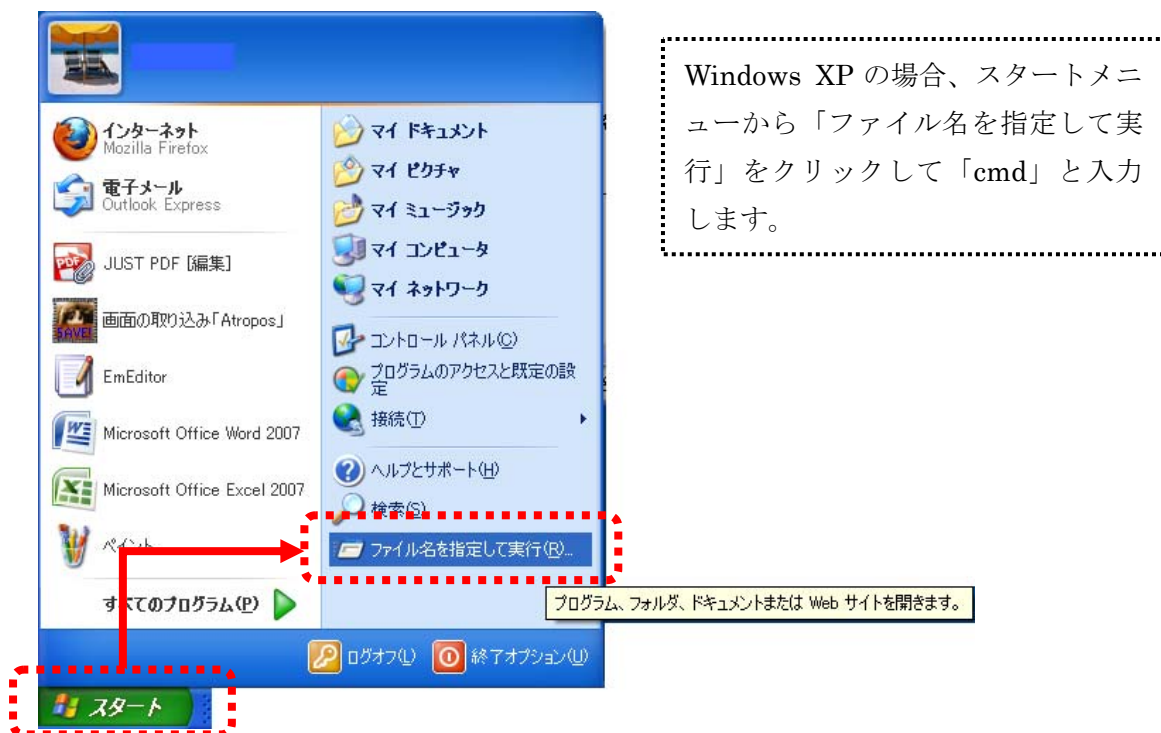 インターネット
Mozilla Firefox
電子メール
Outlook Express
JUST PDF [編集]
画面の取り込み「Atropos」
EmEditor
Microsoft Office Word 2007
Microsoft Office Excel 2007
ペイント
すべてのプログラム(P)
マイ ドキュメント
マイ ピクチャ
マイ ミュージック
マイ コンピュータ
マイ ネットワーク
コントロール パネル(C)
プログラムのアクセスと既定の設
定
接続(T)
ヘルプとサポート(H)
検索(S)
ファイル名を指定して実行(R)...
プログラム、フォルダ、ドキュメントまたは Web サイトを開きます。
ログオフ(L)
終了オプション(U)
スタート
Windows XP の場合、スタートメニ
ューから「ファイル名を指定して実
行」をクリックして「cmd」と入力
します。
SAVE!